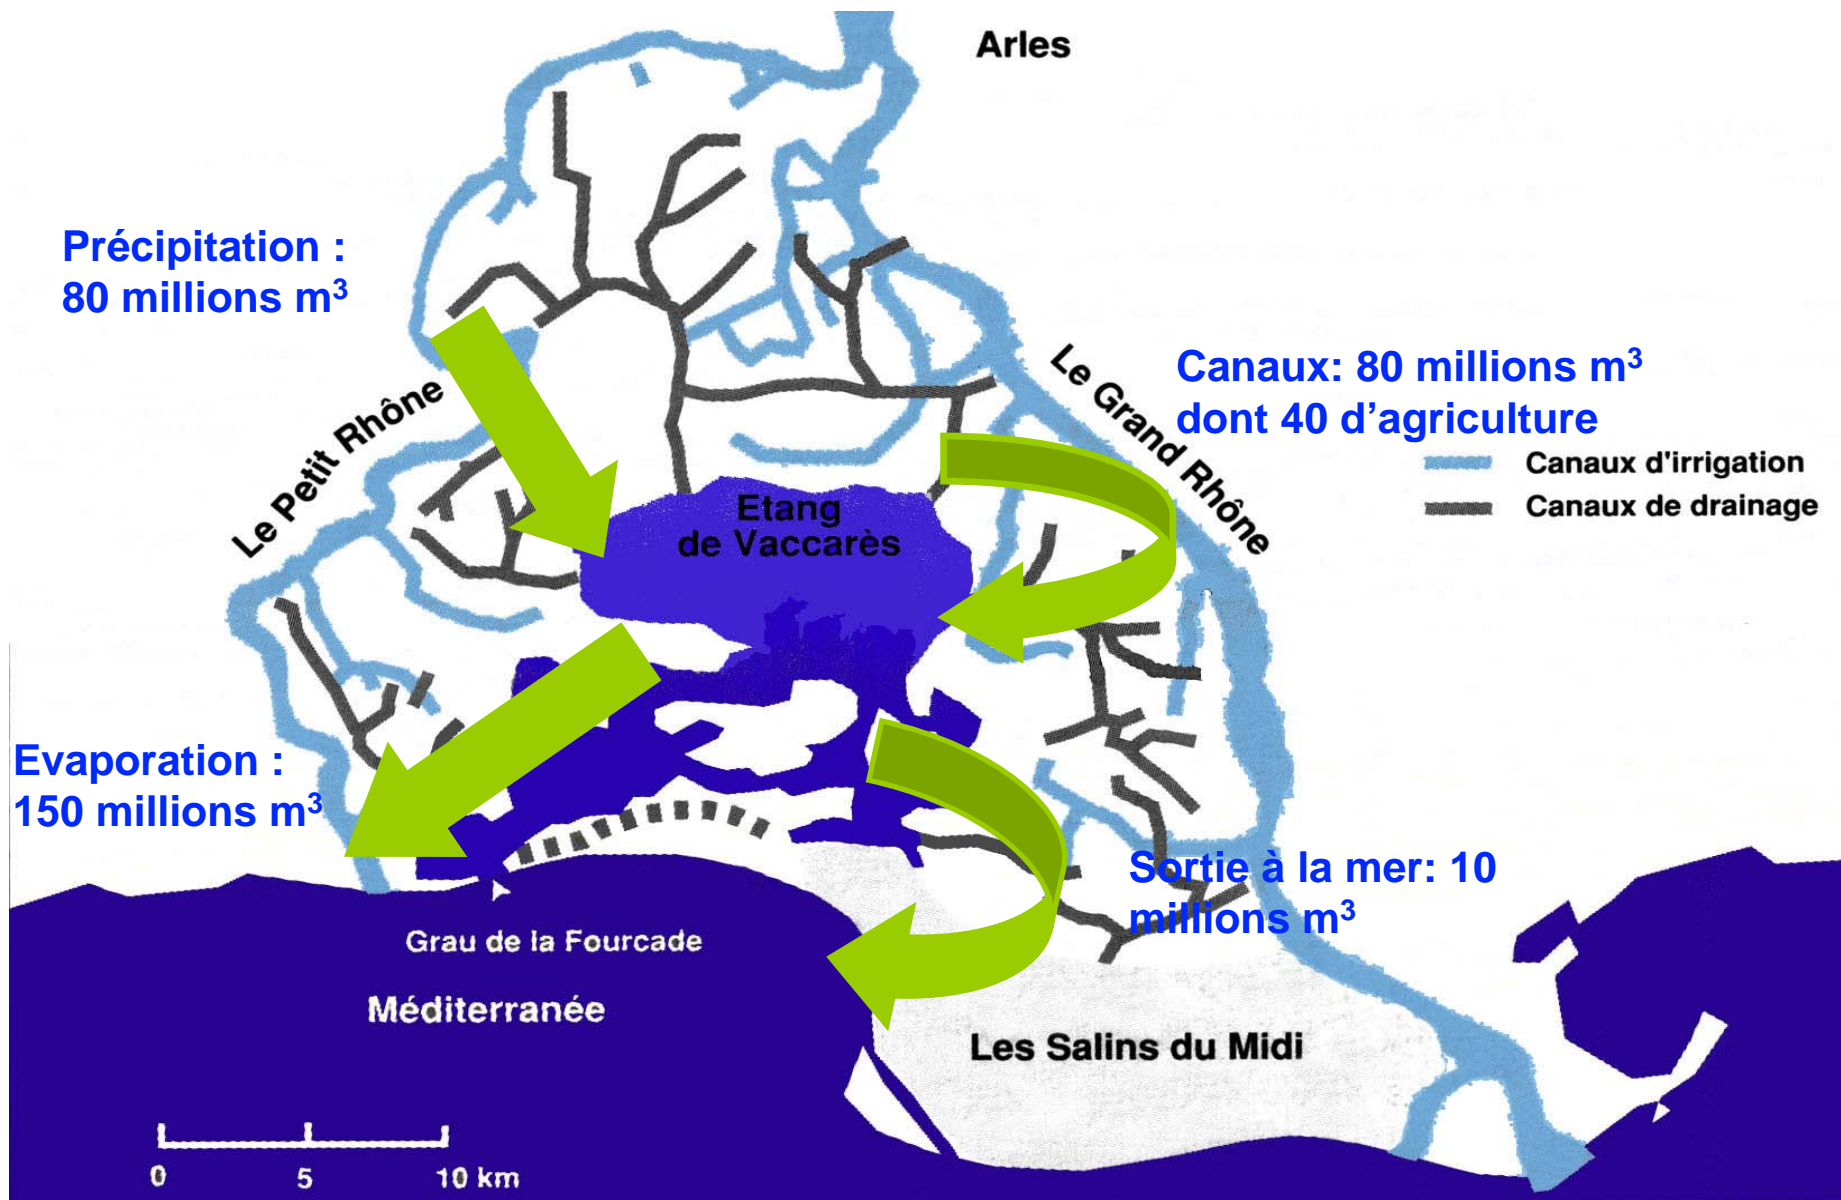 Arles
Précipitation :
80 millions m³
Le Petit Rhône
Le Grand Rhône
Canaux: 80 millions m³
dont 40 d’agriculture
Canaux d'irrigation
Canaux de drainage
Etang
de Vaccarès
Evaporation :
150 millions m³
Sortie à la mer: 10
millions m³
Grau de la Fourcade
Méditerranée
Les Salins du Midi
0 5 10 km